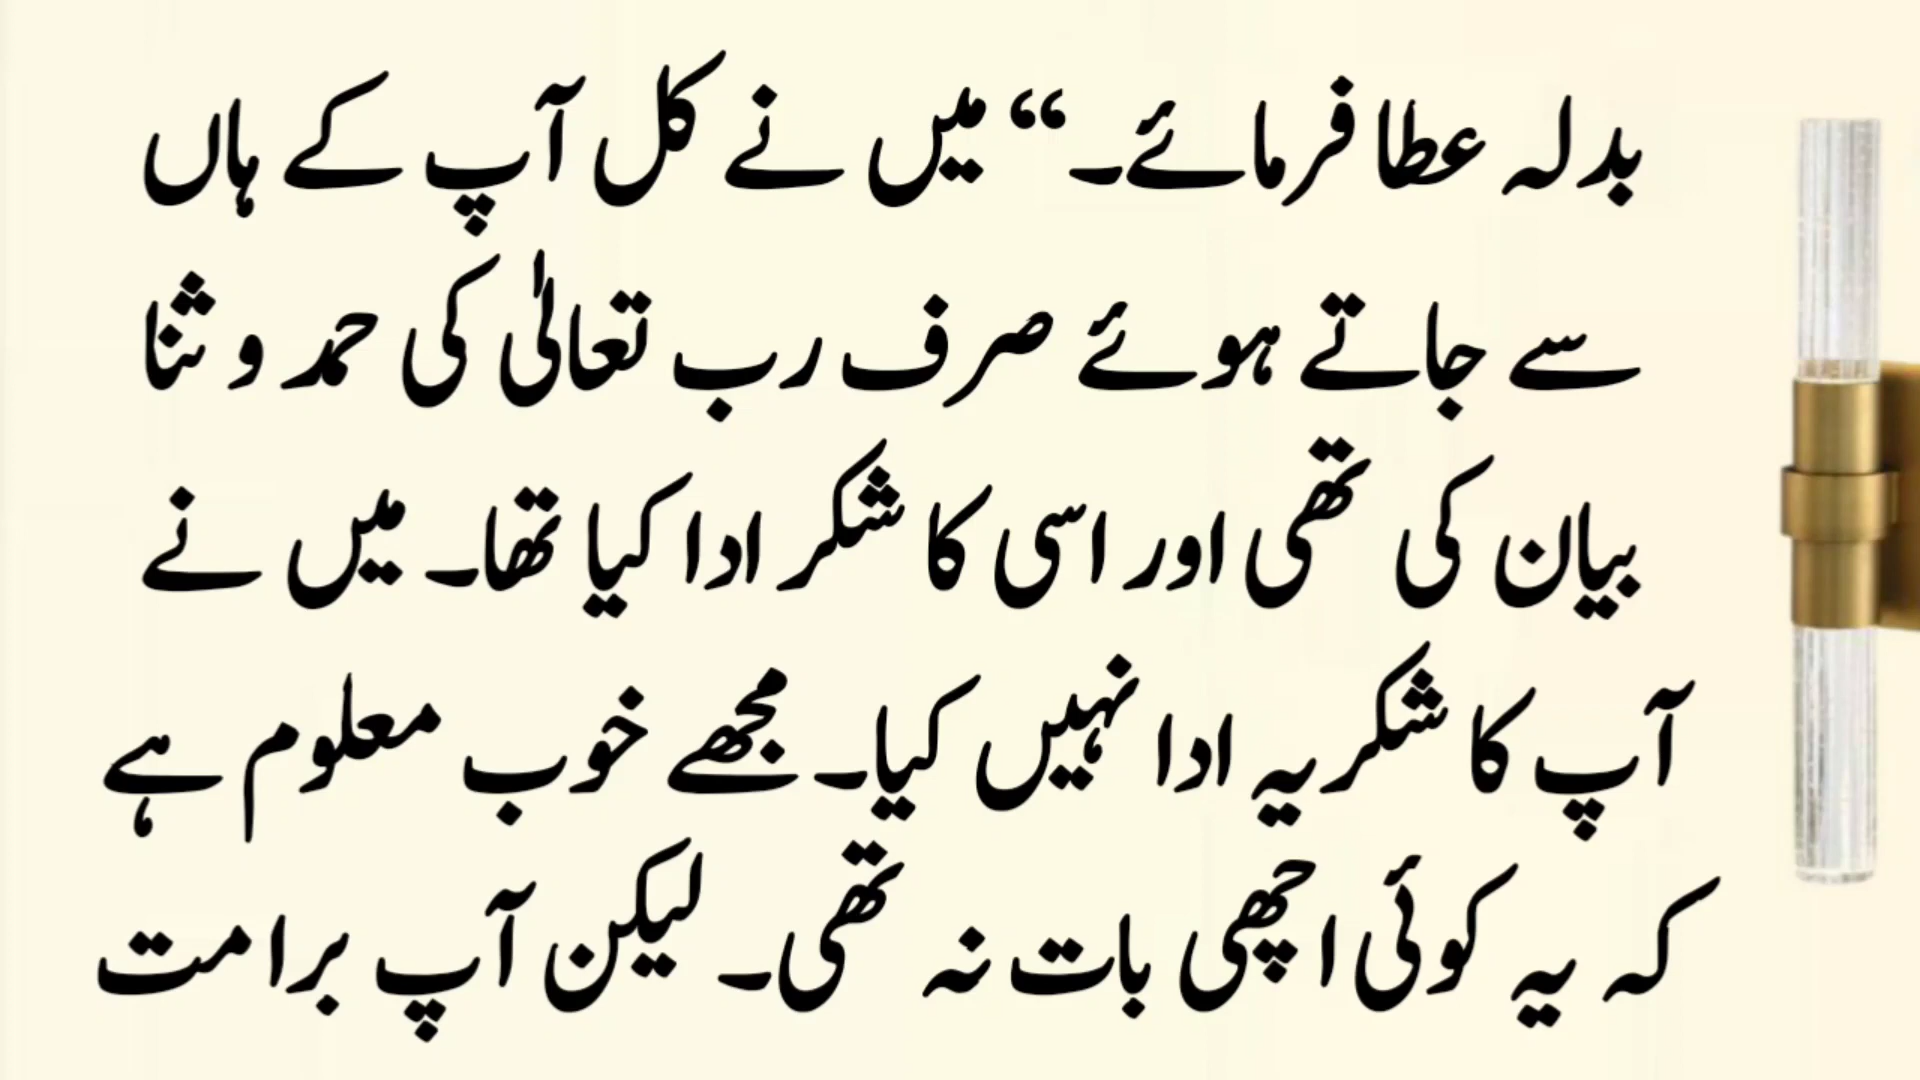 بدلہ عطا فرمائے۔“ میں نے کل آپ کے ہاں
سے جاتے ہوئے صرف رب تعالیٰ کی حمد و ثنا
بیان کی تھی اور اسی کا شکر ادا کیا تھا۔ میں نے
آپ کا شکریہ ادا نہیں کیا۔ مجھے خوب معلوم ہے
کہ یہ کوئی اچھی بات نہ تھی۔ لیکن آپ برا مت